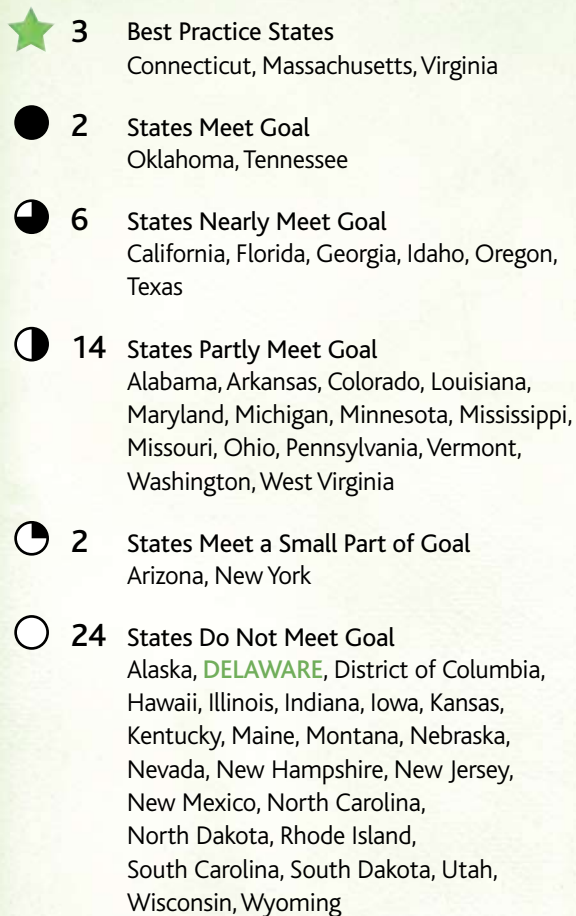 3 Best Practice States
Connecticut, Massachusetts, Virginia
2 States Meet Goal
Oklahoma, Tennessee
6 States Nearly Meet Goal
California, Florida, Georgia, Idaho, Oregon,
Texas
14 States Partly Meet Goal
Alabama, Arkansas, Colorado, Louisiana,
Maryland, Michigan, Minnesota, Mississippi,
Missouri, Ohio, Pennsylvania, Vermont,
Washington, West Virginia
2 States Meet a Small Part of Goal
Arizona, New York
24 States Do Not Meet Goal
Alaska, DELAWARE, District of Columbia,
Hawaii, Illinois, Indiana, Iowa, Kansas,
Kentucky, Maine, Montana, Nebraska,
Nevada, New Hampshire, New Jersey,
New Mexico, North Carolina,
North Dakota, Rhode Island,
South Carolina, South Dakota, Utah,
Wisconsin, Wyoming